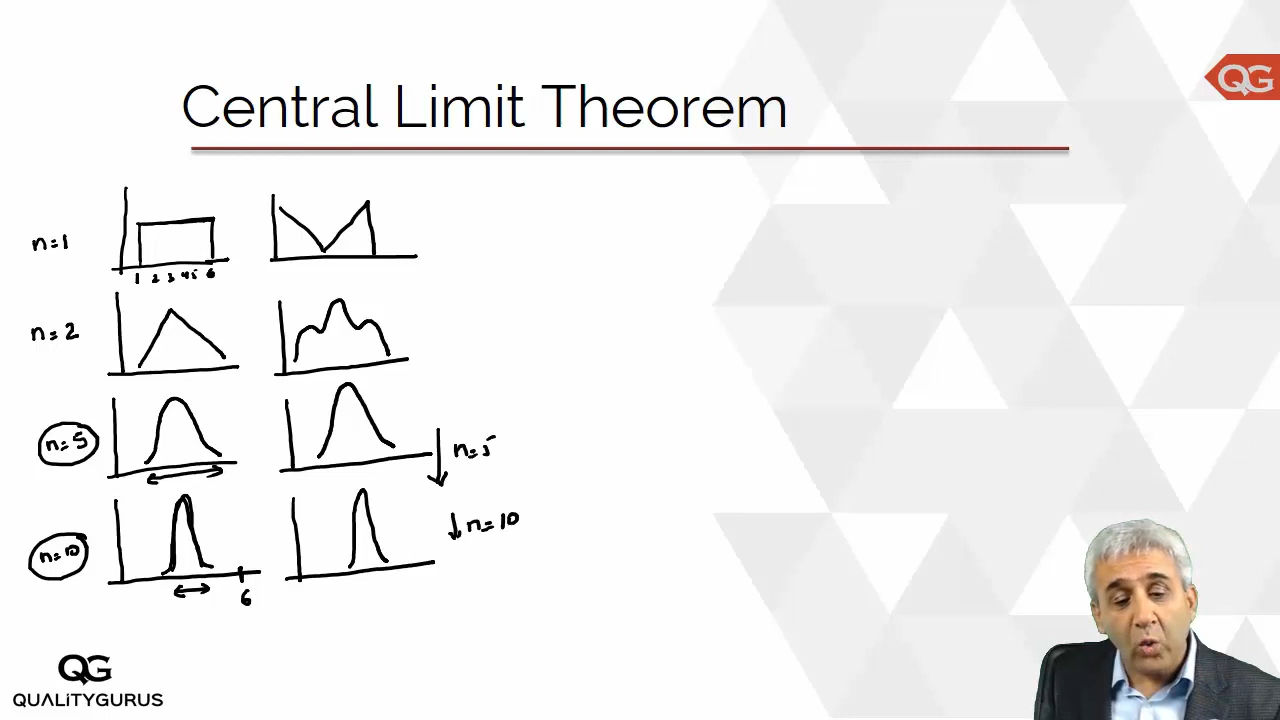 QG
Central Limit Theorem
n=1
1 2 3 4 5 6
n=2
n=5
n=5
n=10
n=10
6
QG
QUALiTYGURUS